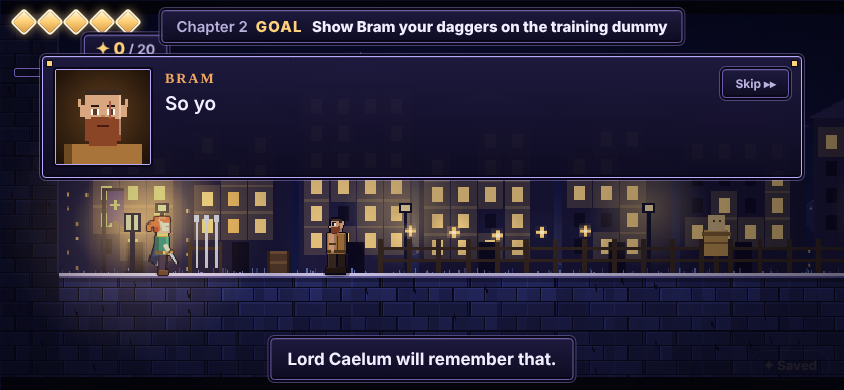 Chapter 2 GOAL Show Bram your daggers on the training dummy
✦ 0 / 20
BRAM
So yo
Skip ▸▸
Lord Caelum will remember that.
✦ Saved